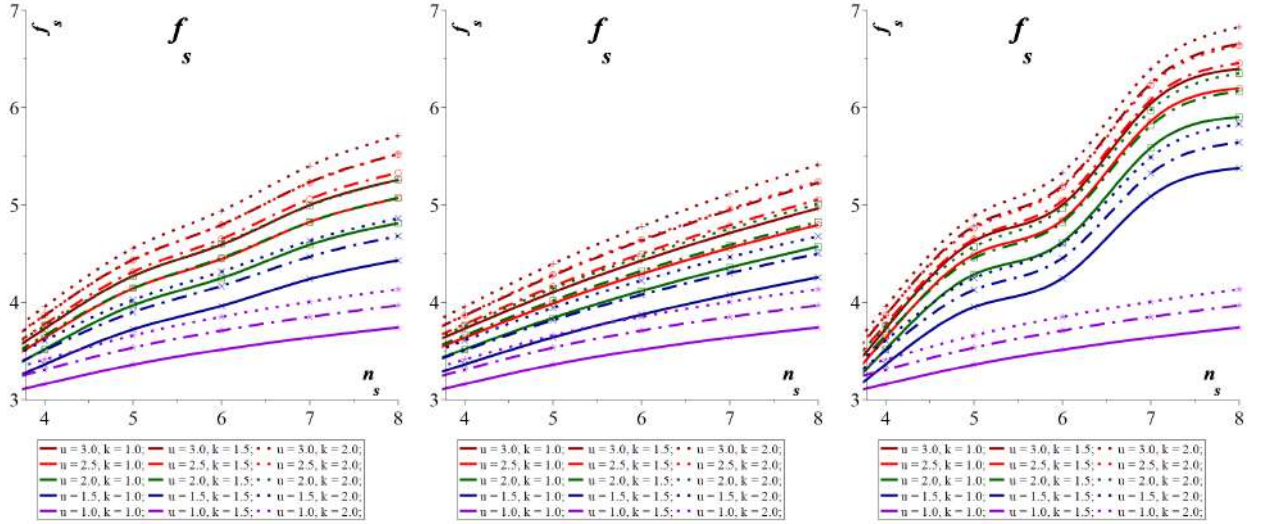 7 f_s f_s
6
5
4
3 n_s
4 5 6 7 8
u = 3.0, k = 1.0; u = 3.0, k = 1.5; u = 3.0, k = 2.0;
u = 2.5, k = 1.0; u = 2.5, k = 1.5; u = 2.5, k = 2.0;
u = 2.0, k = 1.0; u = 2.0, k = 1.5; u = 2.0, k = 2.0;
u = 1.5, k = 1.0; u = 1.5, k = 1.5; u = 1.5, k = 2.0;
u = 1.0, k = 1.0; u = 1.0, k = 1.5; u = 1.0, k = 2.0;
7 f_s f_s
6
5
4
3 n_s
4 5 6 7 8
u = 3.0, k = 1.0; u = 3.0, k = 1.5; u = 3.0, k = 2.0;
u = 2.5, k = 1.0; u = 2.5, k = 1.5; u = 2.5, k = 2.0;
u = 2.0, k = 1.0; u = 2.0, k = 1.5; u = 2.0, k = 2.0;
u = 1.5, k = 1.0; u = 1.5, k = 1.5; u = 1.5, k = 2.0;
u = 1.0, k = 1.0; u = 1.0, k = 1.5; u = 1.0, k = 2.0;
7 f_s f_s
6
5
4
3 n_s
4 5 6 7 8
u = 3.0, k = 1.0; u = 3.0, k = 1.5; u = 3.0, k = 2.0;
u = 2.5, k = 1.0; u = 2.5, k = 1.5; u = 2.5, k = 2.0;
u = 2.0, k = 1.0; u = 2.0, k = 1.5; u = 2.0, k = 2.0;
u = 1.5, k = 1.0; u = 1.5, k = 1.5; u = 1.5, k = 2.0;
u = 1.0, k = 1.0; u = 1.0, k = 1.5; u = 1.0, k = 2.0;